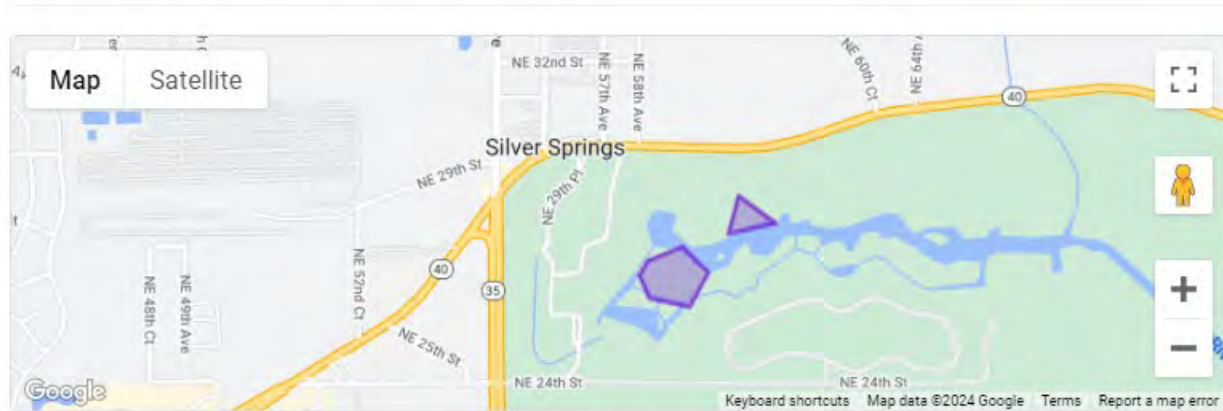 Map
Satellite
NE 32nd St
NE 57th Ave
NE 58th Ave
NE 60th Ct
NE 64th A
40
Silver Springs
NE 29th St
NE 29th Pl
40
35
NE 52nd Ct
NE 48th Ct
NE 49th Ave
NE 25th St
NE 24th St
NE 24th St
Google
Keyboard shortcuts
Map data ©2024 Google
Terms
Report a map error